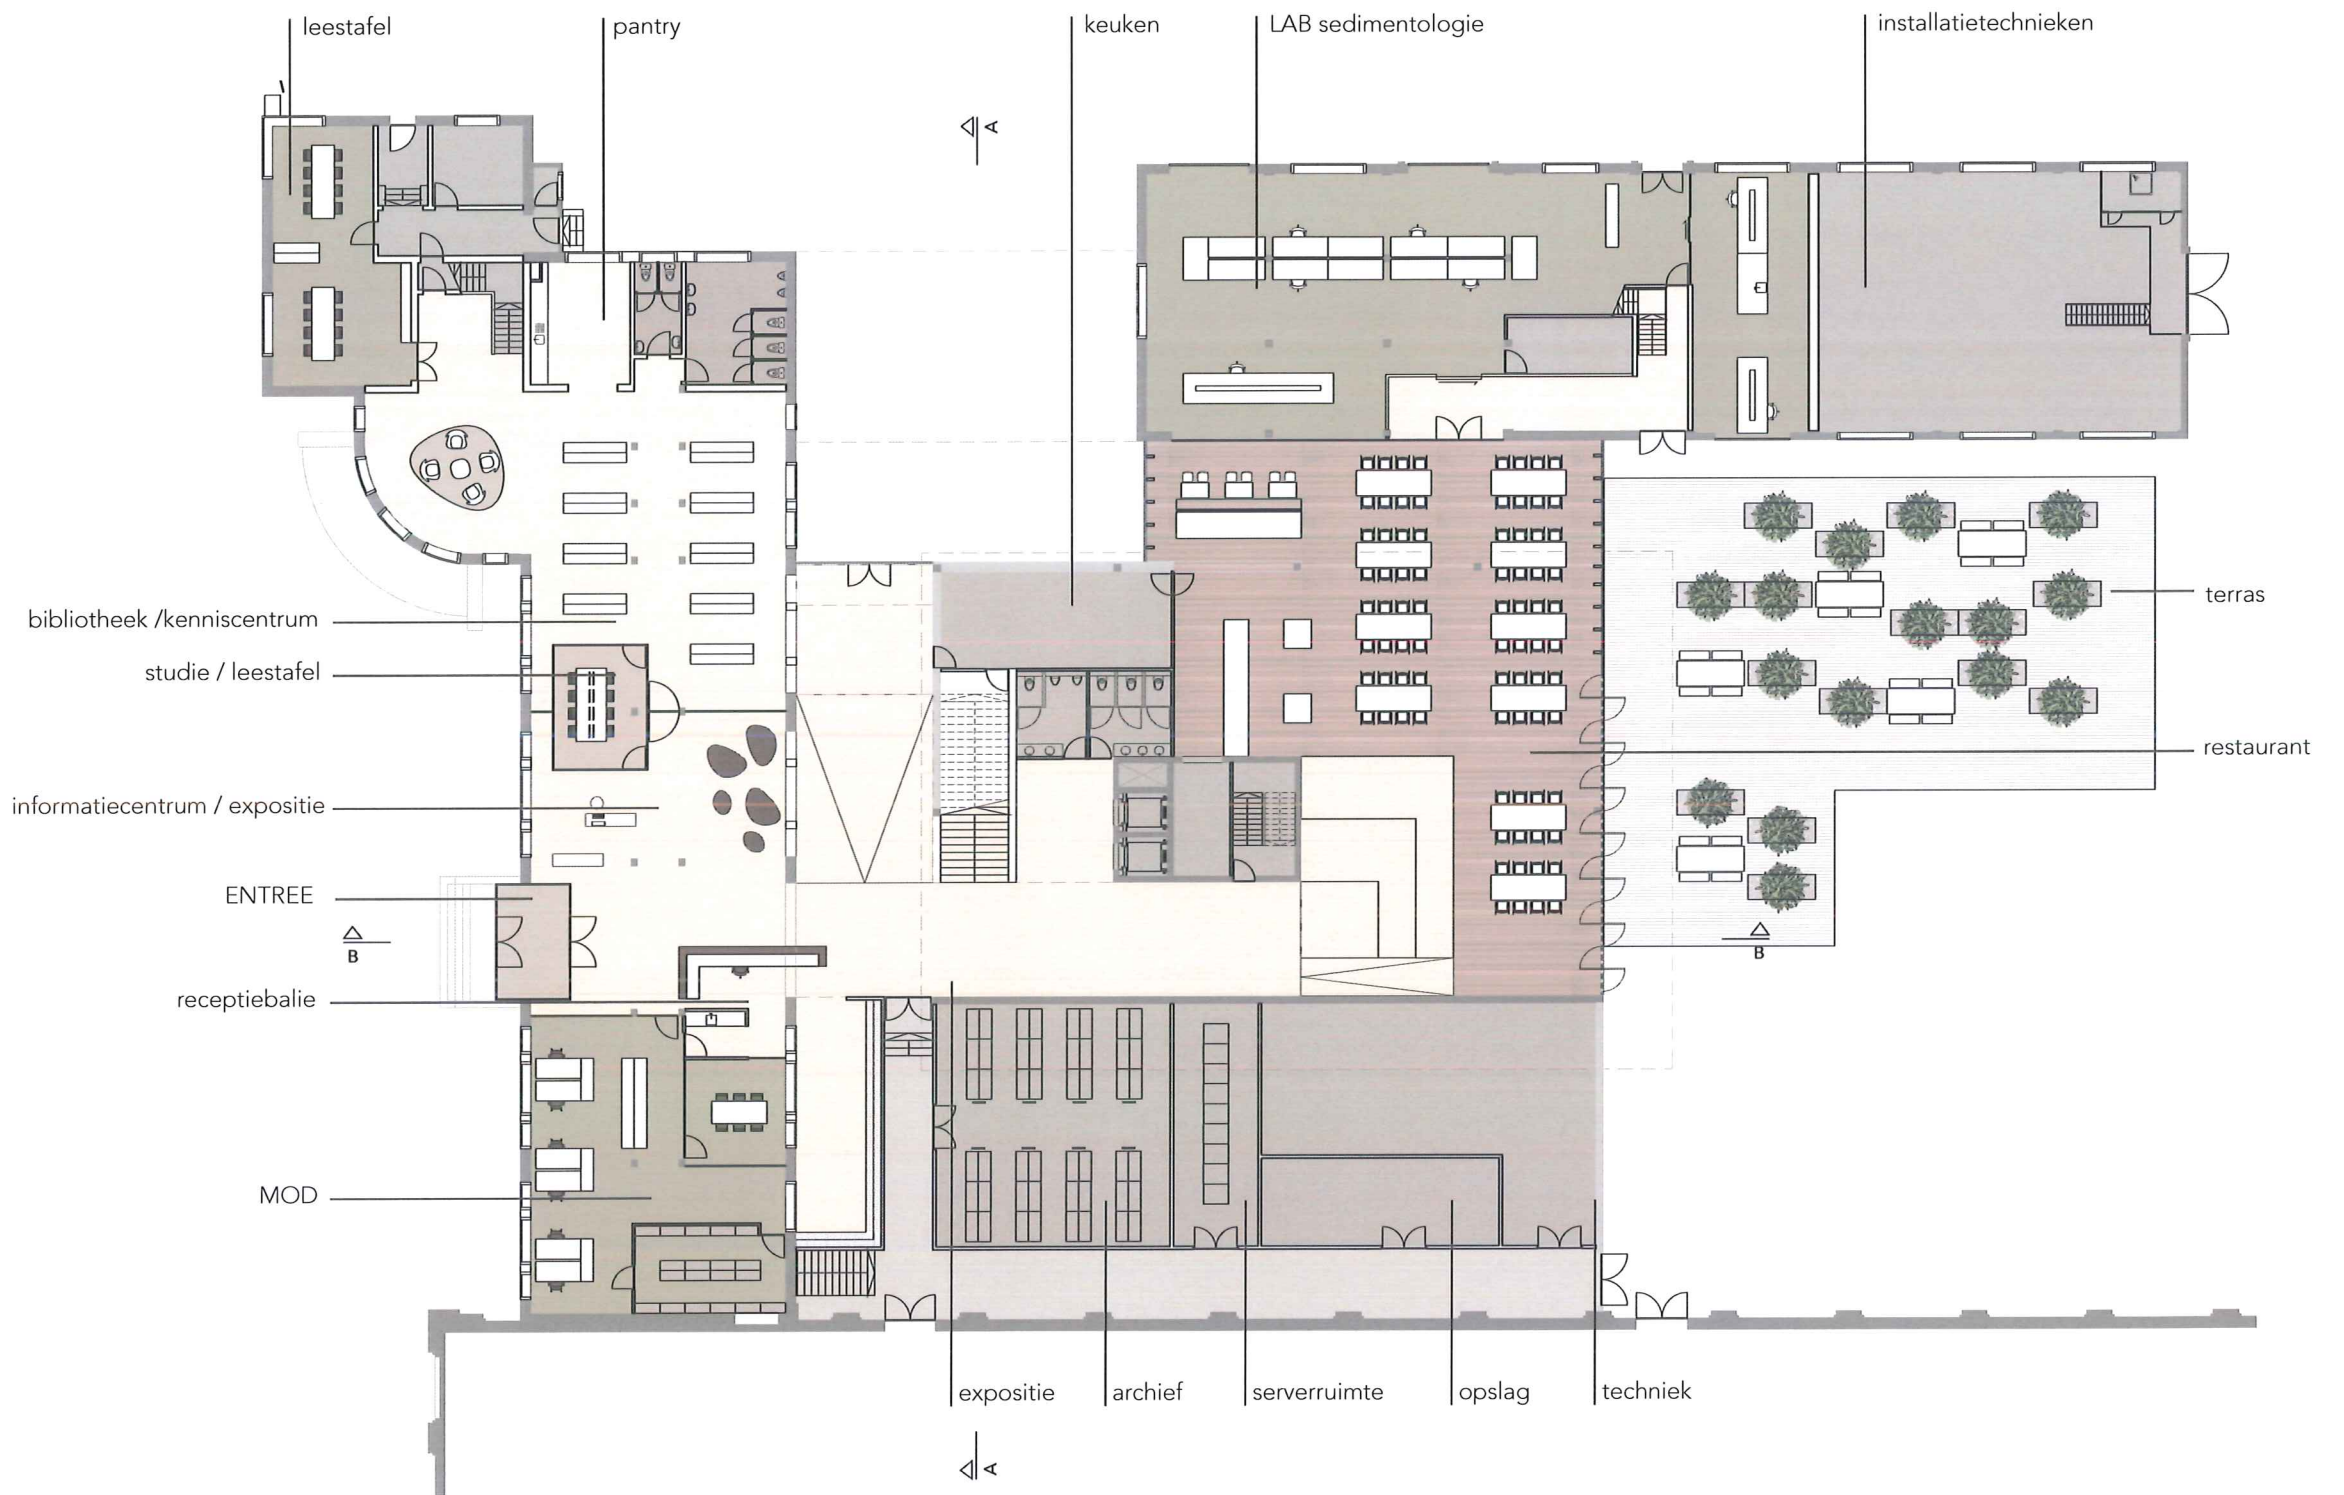 leestafel
pantry
keuken
LAB sedimentologie
installatietechnieken
A
bibliotheek /kenniscentrum
terras
studie / leestafel
restaurant
informatiecentrum / expositie
ENTREE
B
B
receptiebalie
MOD
expositie
archief
serverruimte
opslag
techniek
A